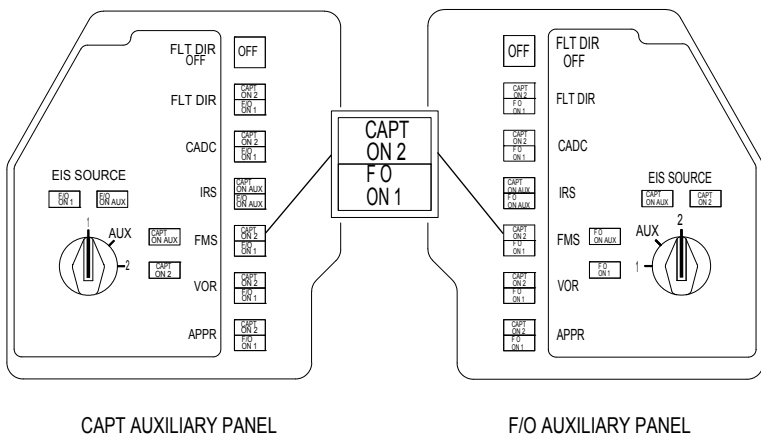 FLT DIR
OFF
OFF
FLT DIR
CAPT
ON 2
F/O
ON 1
CADC
CAPT
ON 2
F/O
ON 1
EIS SOURCE
F/O
ON 1
F/O
ON AUX
IRS
CAPT
ON AUX
F/O
ON AUX
1
AUX
2
CAPT
ON AUX
CAPT
ON 2
FMS
CAPT
ON 2
F/O
ON 1
VOR
CAPT
ON 2
F/O
ON 1
APPR
CAPT
ON 2
F/O
ON 1
CAPT
ON 2
F O
ON 1
OFF
FLT DIR
OFF
CAPT
ON 2
F O
ON 1
FLT DIR
CAPT
ON 2
F O
ON 1
CADC
CAPT
ON AUX
F O
ON AUX
IRS
EIS SOURCE
CAPT
ON AUX
CAPT
ON 2
CAPT
ON 2
F O
ON 1
FMS
F O
ON AUX
2
AUX
1
F O
ON 1
CAPT
ON 2
F O
ON 1
VOR
CAPT
ON 2
F O
ON 1
APPR
CAPT AUXILIARY PANEL
F/O AUXILIARY PANEL